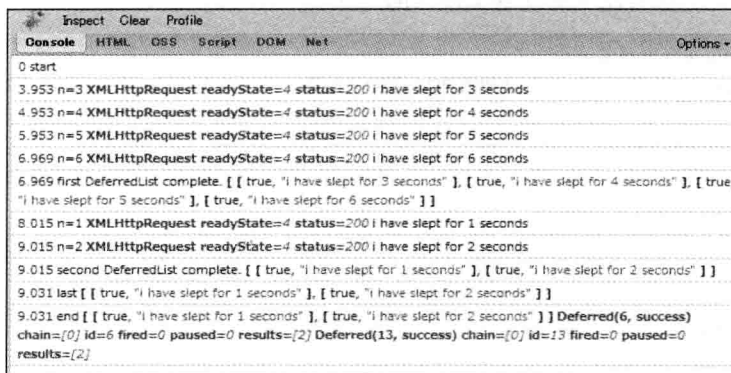 Inspect Clear Profile
Console HTML CSS Script DOM Net Options
0 start
3.953 n=3 XMLHttpRequest readyState=4 status=200 i have slept for 3 seconds
4.953 n=4 XMLHttpRequest readyState=4 status=200 i have slept for 4 seconds
5.953 n=5 XMLHttpRequest readyState=4 status=200 i have slept for 5 seconds
6.969 n=6 XMLHttpRequest readyState=4 status=200 i have slept for 6 seconds
6.969 first DeferredList complete. [ [ true, "i have slept for 3 seconds" ], [ true, "i have slept for 4 seconds" ], [ true,
"i have slept for 5 seconds" ], [ true, "i have slept for 6 seconds" ] ]
8.015 n=1 XMLHttpRequest readyState=4 status=200 i have slept for 1 seconds
9.015 n=2 XMLHttpRequest readyState=4 status=200 i have slept for 2 seconds
9.015 second DeferredList complete. [ [ true, "i have slept for 1 seconds" ], [ true, "i have slept for 2 seconds" ] ]
9.031 last [ [ true, "i have slept for 1 seconds" ], [ true, "i have slept for 2 seconds" ] ]
9.031 end [ [ true, "i have slept for 1 seconds" ], [ true, "i have slept for 2 seconds" ] ] Deferred(6, success)
chain=[0] id=6 fired=0 paused=0 results=[2] Deferred(13, success) chain=[0] id=13 fired=0 paused=0
results=[2]